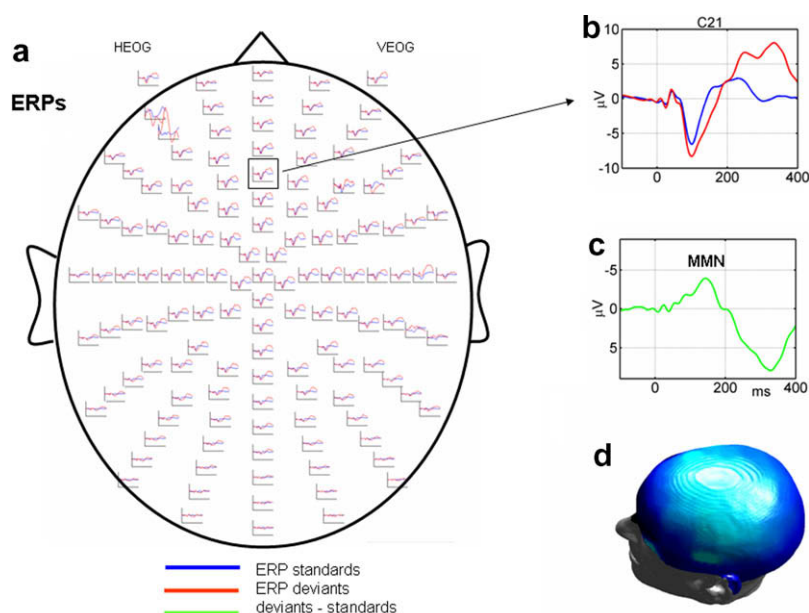 a
HEOG
VEOG
ERPs
b
C21
µV
10
5
0
-5
-10
0
200
400
c
MMN
µV
-5
0
5
0
200
ms
400
d
ERP standards
ERP deviants
deviants - standards